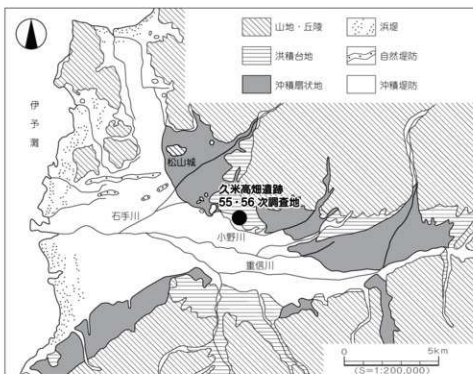 山地・丘陵
浜堤
洪積台地
自然堤防
沖積扇状地
沖積堤防
伊予灘
松山城
久米高畑遺跡
55・56次調査地
石手川
小野川
重信川
0 5km
(S=1:200,000)